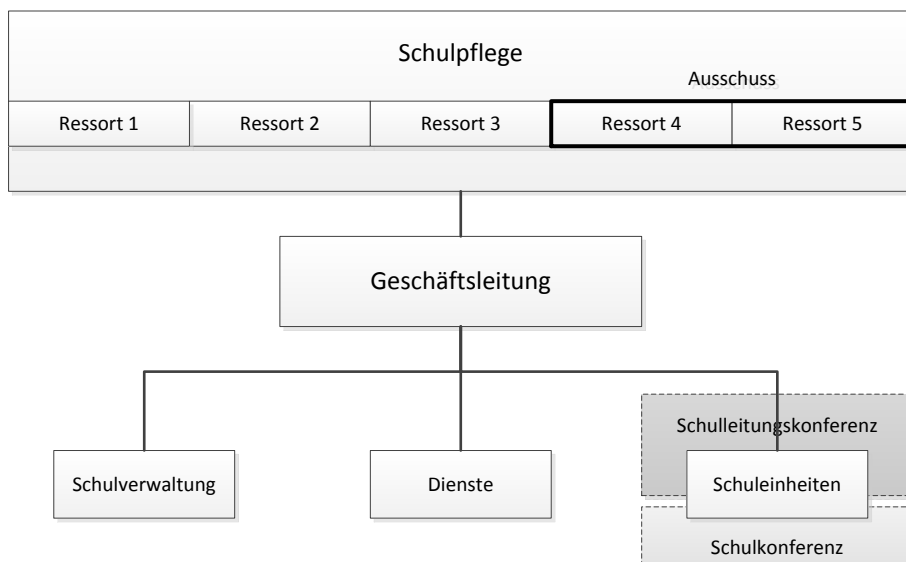 Schulpflege
Ausschuss
Ressort 1 Ressort 2 Ressort 3 Ressort 4 Ressort 5
Geschäftsleitung
Schulleitungskonferenz
Schulverwaltung Dienste Schuleinheiten
Schulkonferenz